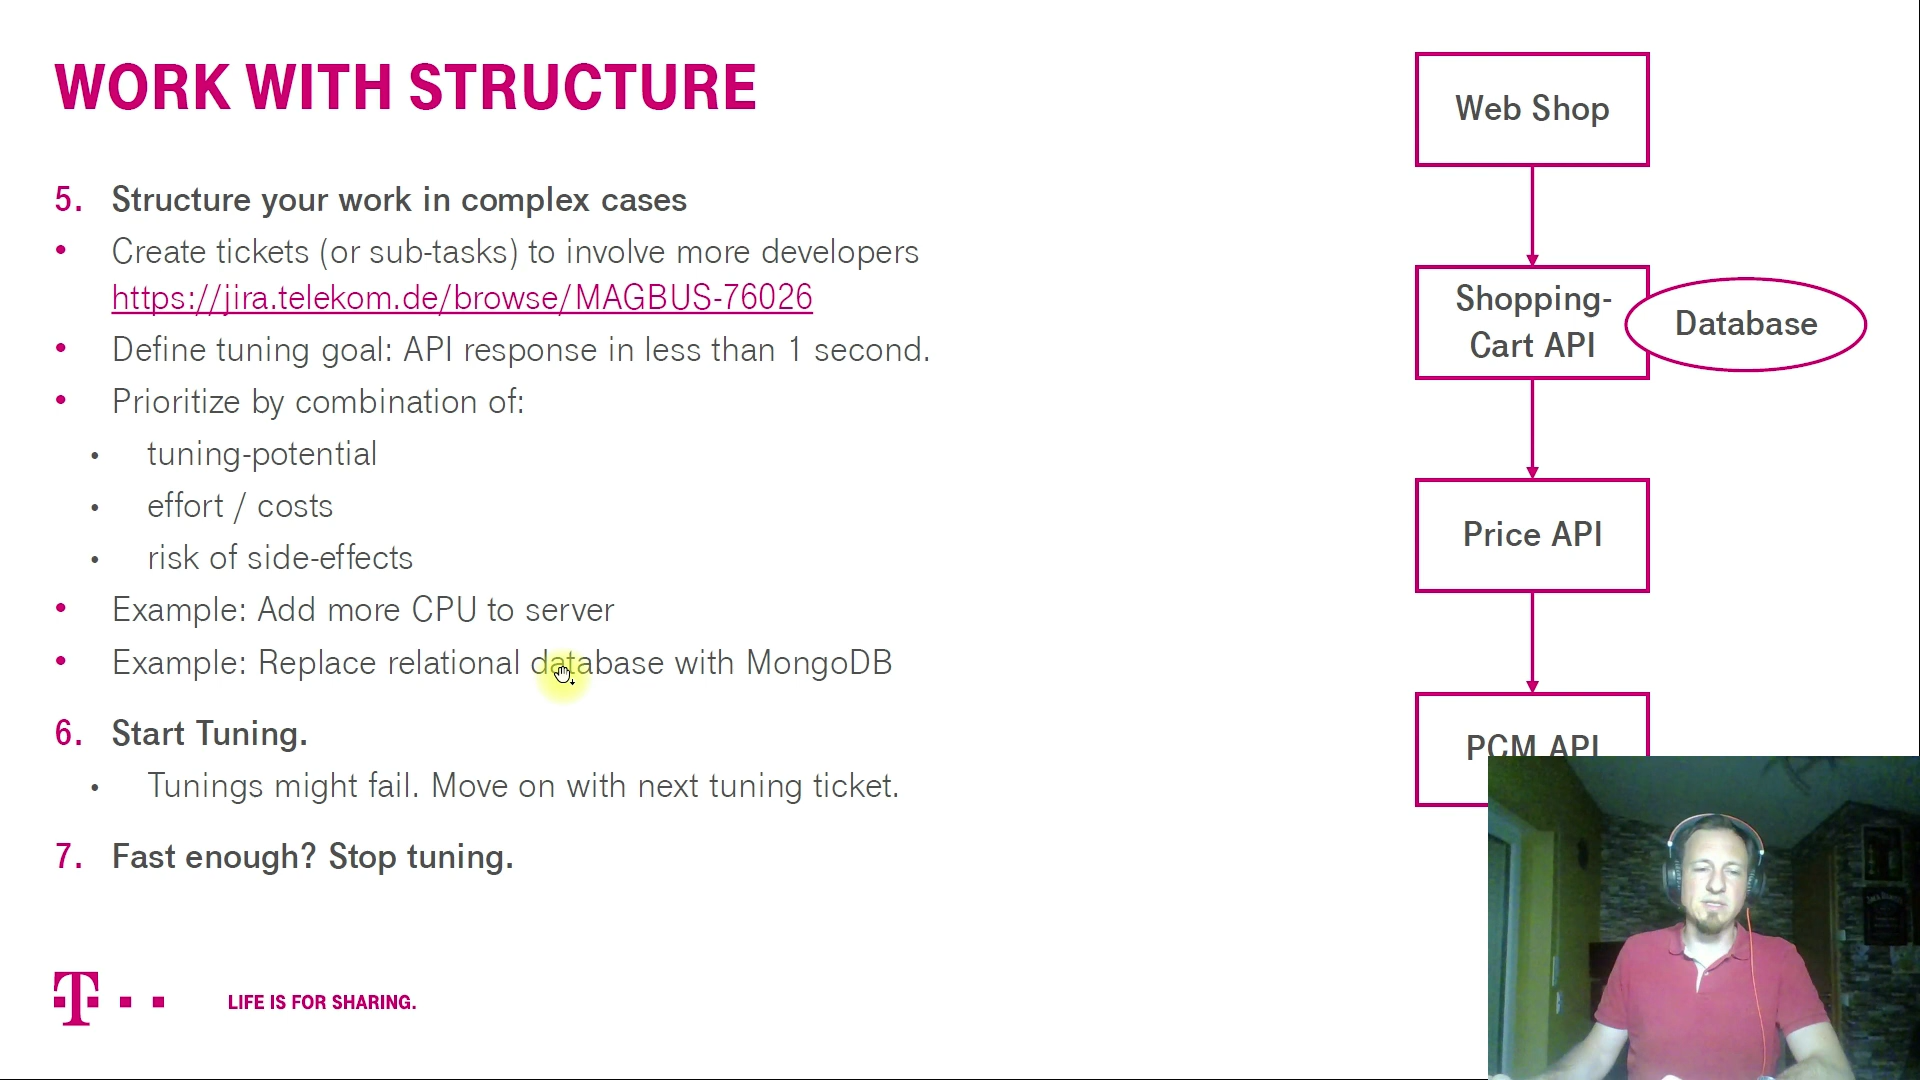 WORK WITH STRUCTURE
5. Structure your work in complex cases
• Create tickets (or sub-tasks) to involve more developers
https://jira.telekom.de/browse/MAGBUS-76026
• Define tuning goal: API response in less than 1 second.
• Prioritize by combination of:
• tuning-potential
• effort / costs
• risk of side-effects
• Example: Add more CPU to server
• Example: Replace relational database with MongoDB
6. Start Tuning.
• Tunings might fail. Move on with next tuning ticket.
7. Fast enough? Stop tuning.
Web Shop
Shopping-
Cart API
Database
Price API
PCM API
T
LIFE IS FOR SHARING.